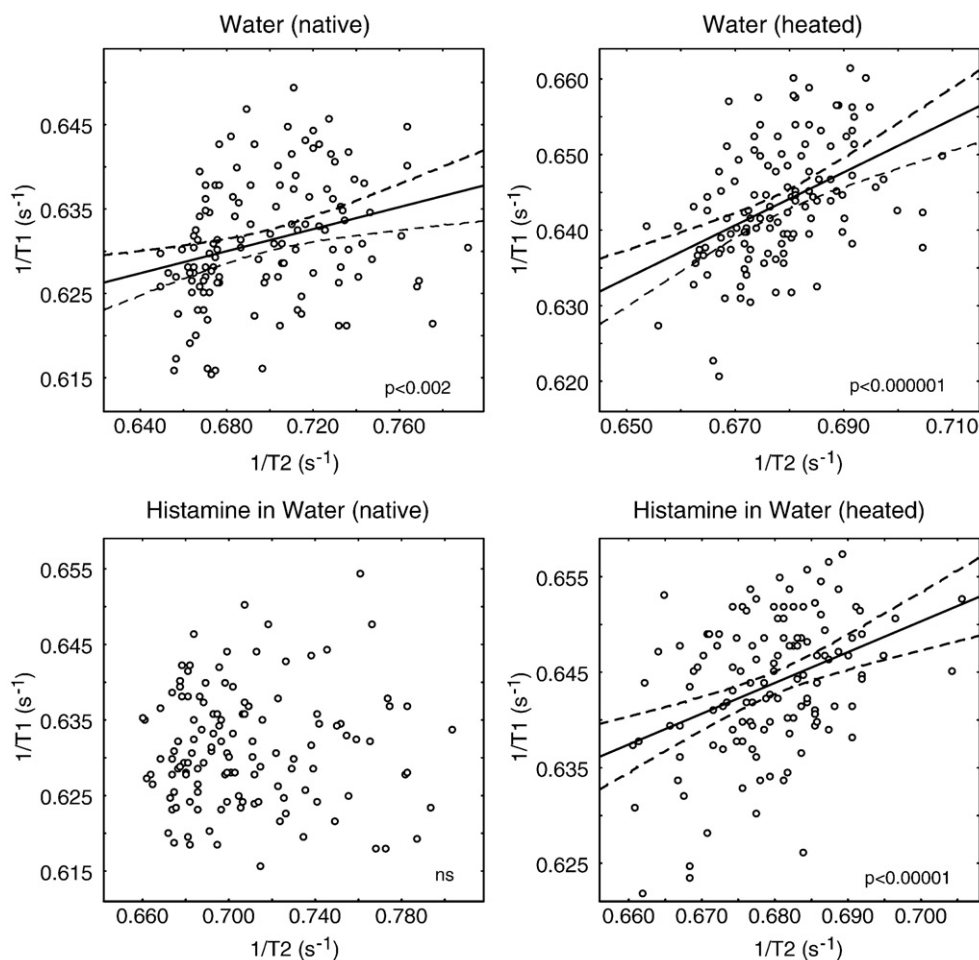 Water (native)
1/T1 (s⁻¹)
0.645
0.635
0.625
0.615
p<0.002
0.640 0.680 0.720 0.760
1/T2 (s⁻¹)
Water (heated)
1/T1 (s⁻¹)
0.660
0.650
0.640
0.630
0.620
p<0.000001
0.650 0.670 0.690 0.710
1/T2 (s⁻¹)
Histamine in Water (native)
1/T1 (s⁻¹)
0.655
0.645
0.635
0.625
0.615
ns
0.660 0.700 0.740 0.780
1/T2 (s⁻¹)
Histamine in Water (heated)
1/T1 (s⁻¹)
0.655
0.645
0.635
0.625
p<0.00001
0.660 0.670 0.680 0.690 0.700
1/T2 (s⁻¹)